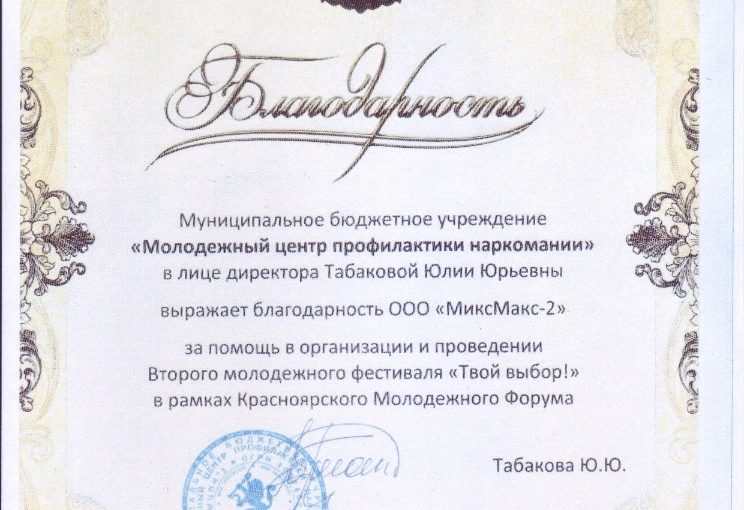 Благодарность
Муниципальное бюджетное учреждение
«Молодежный центр профилактики наркомании»
в лице директора Табаковой Юлии Юрьевны
выражает благодарность ООО «МиксМакс-2»
за помощь в организации и проведении
Второго молодежного фестиваля «Твой выбор!»
в рамках Красноярского Молодежного Форума
Табакова Ю.Ю.